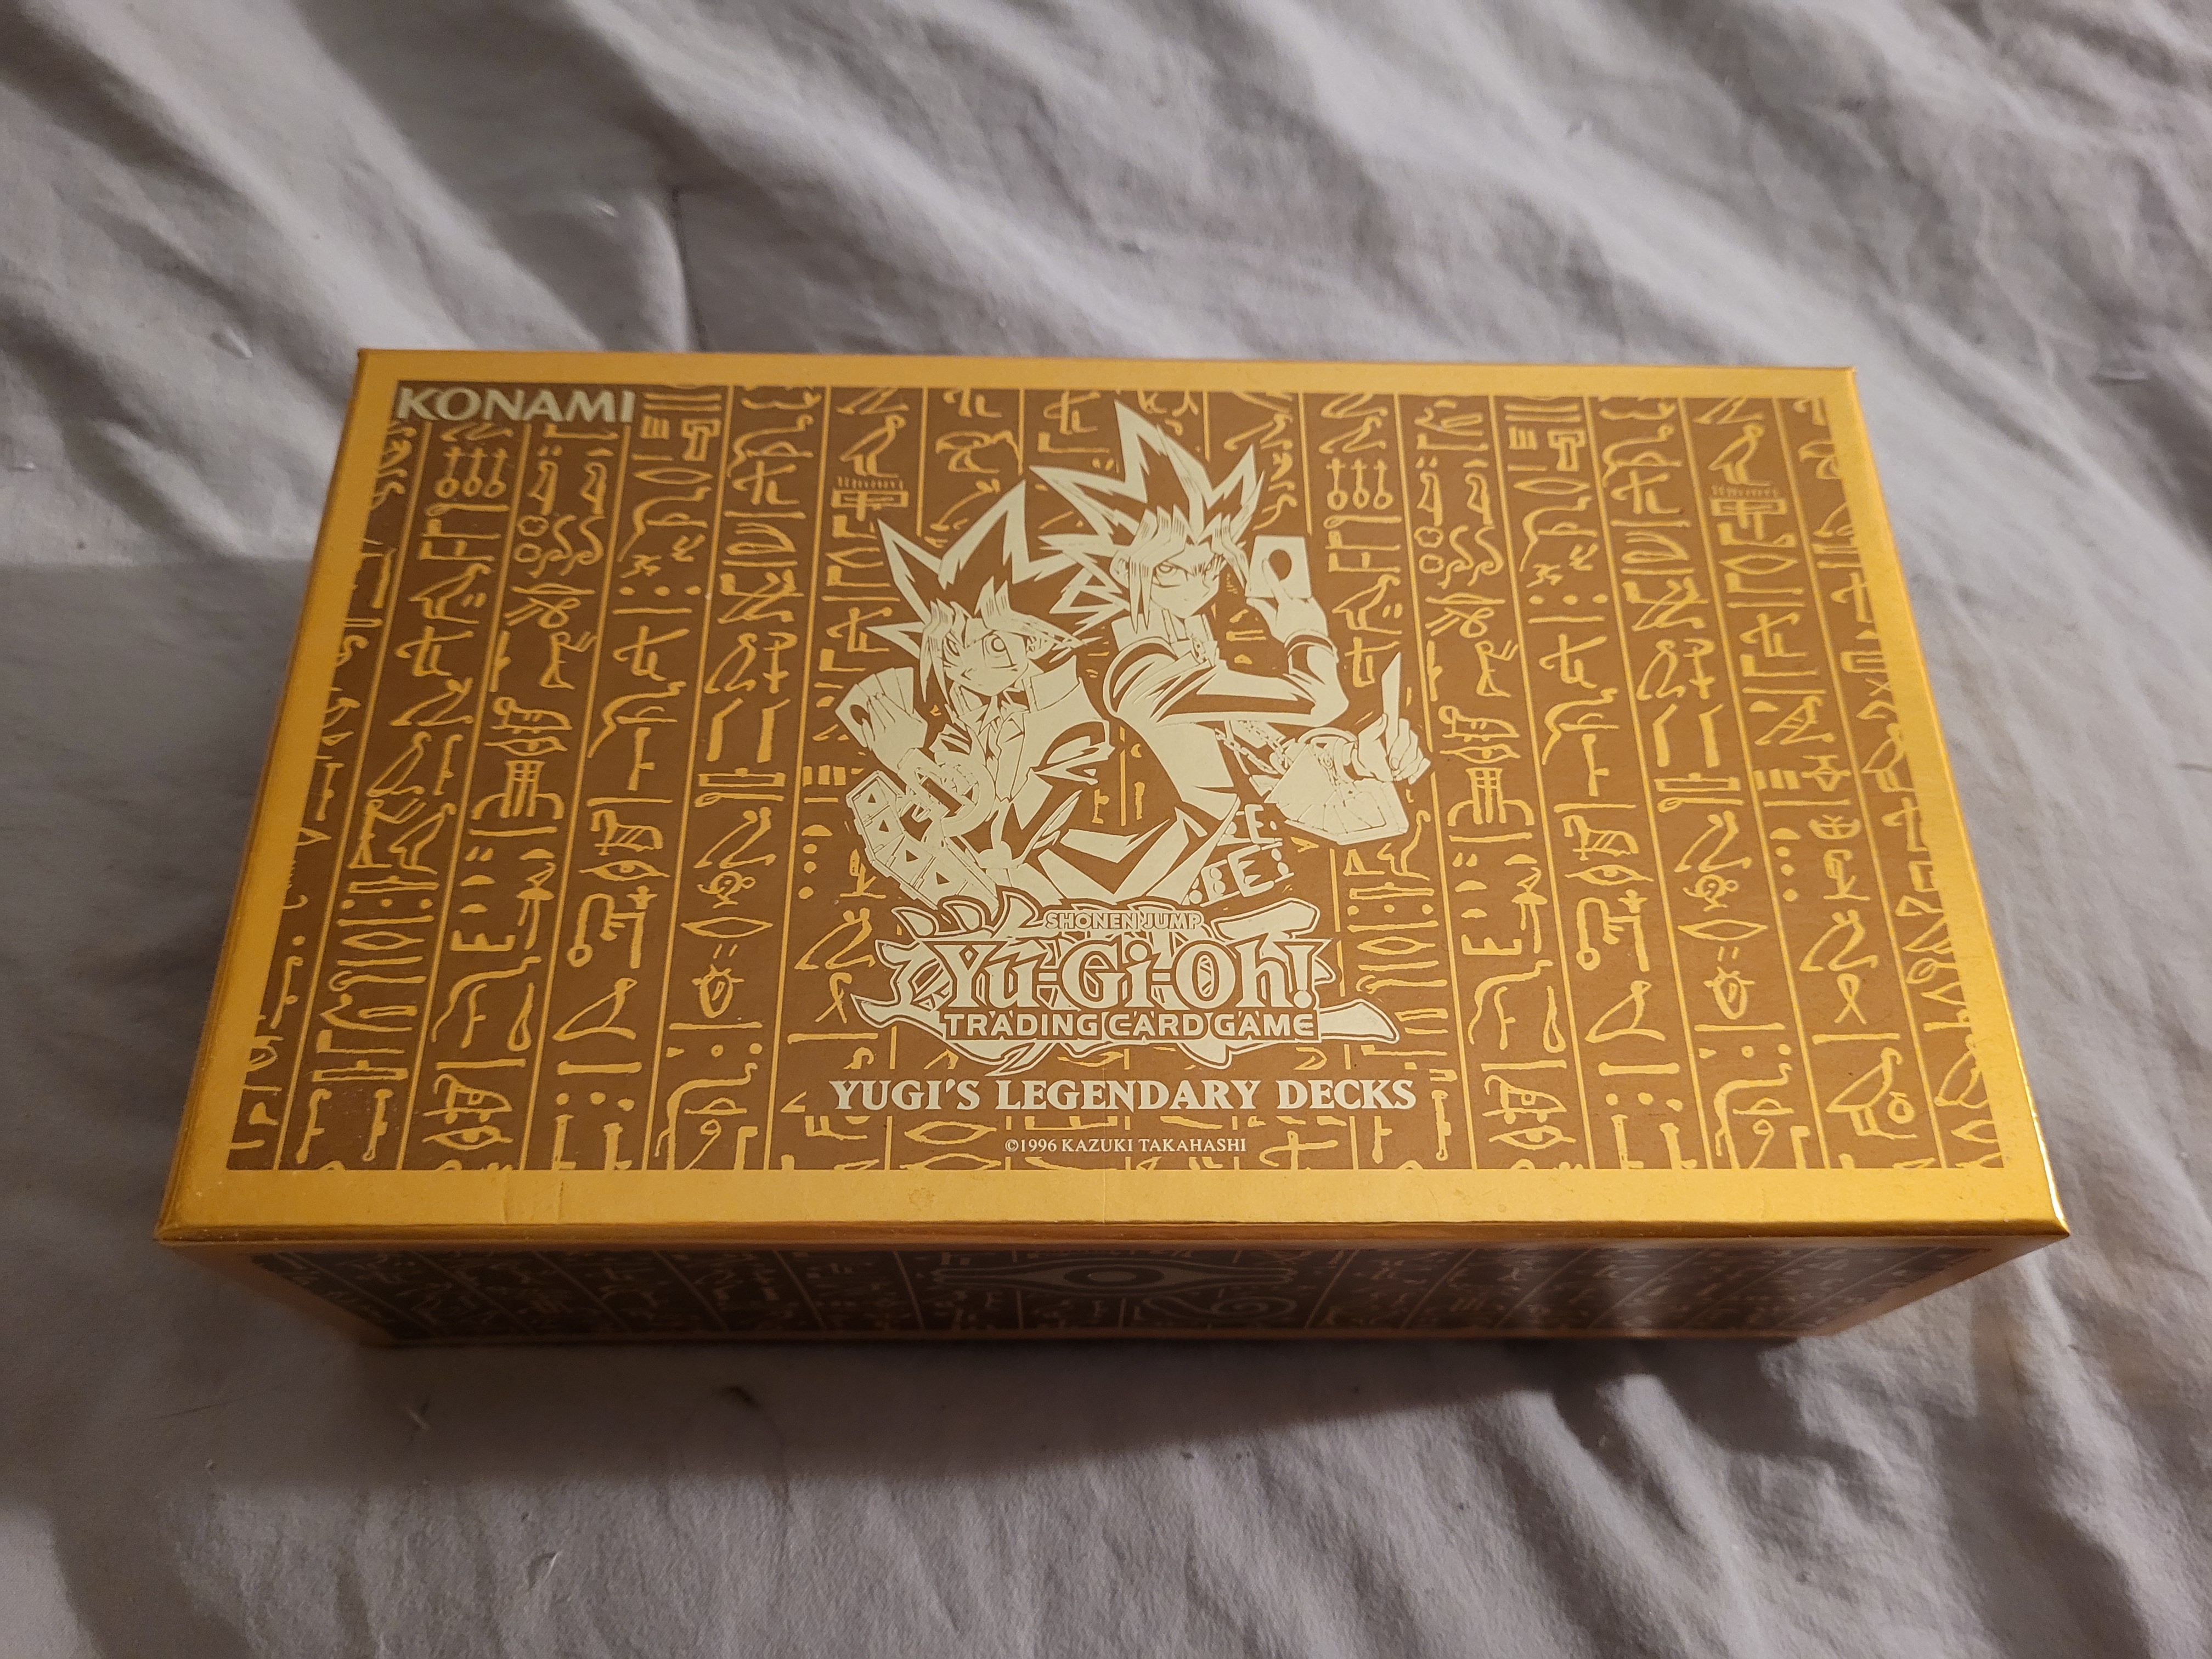 KONAMI
SHONEN JUMP
Yu-Gi-Oh!
TRADING CARD GAME
YUGI'S LEGENDARY DECKS
©1996 KAZUKI TAKAHASHI